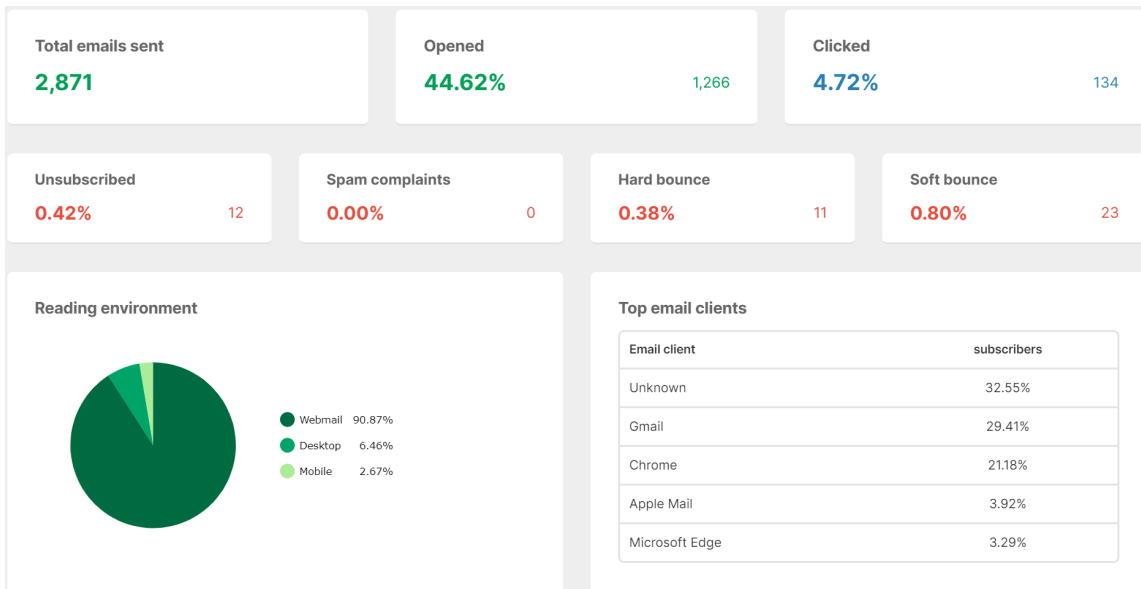 Total emails sent
2,871
Opened
44.62% 1,266
Clicked
4.72% 134
Unsubscribed
0.42% 12
Spam complaints
0.00% 0
Hard bounce
0.38% 11
Soft bounce
0.80% 23
Reading environment
Webmail 90.87%
Desktop 6.46%
Mobile 2.67%
Top email clients
Email client subscribers
Unknown 32.55%
Gmail 29.41%
Chrome 21.18%
Apple Mail 3.92%
Microsoft Edge 3.29%